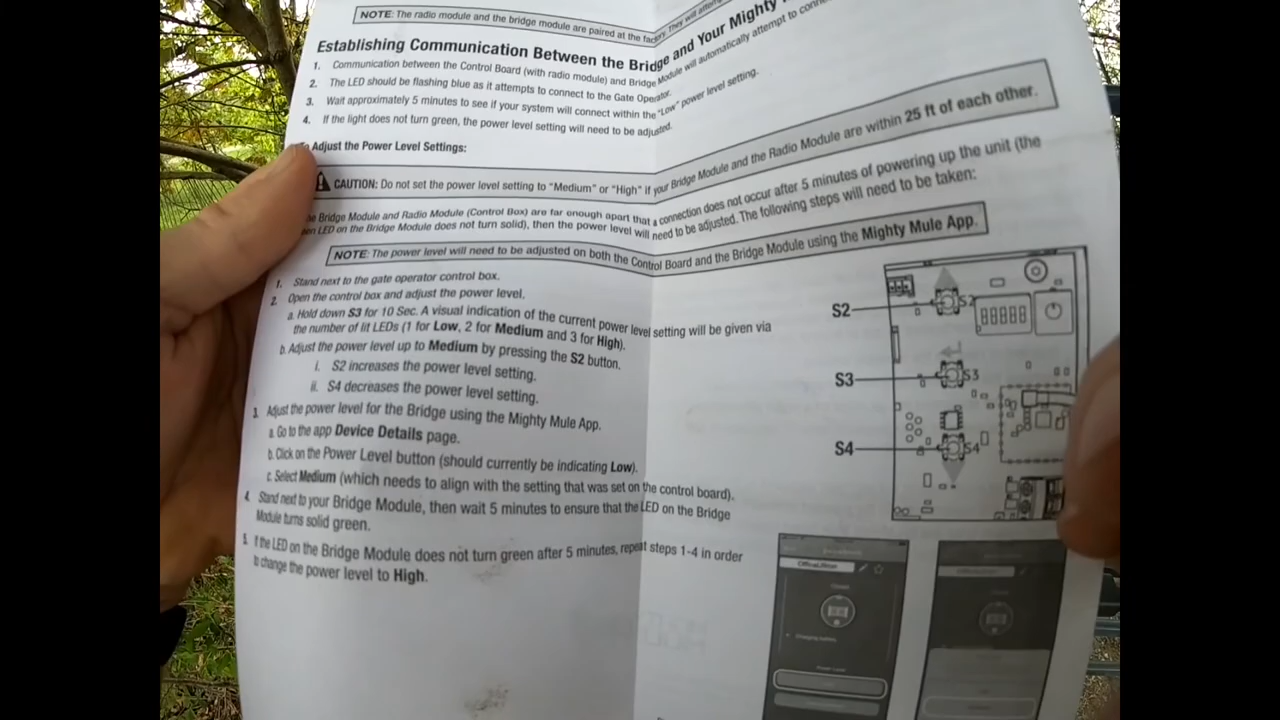 NOTE: The radio module and the bridge module are paired at the factory. They will
Establishing Communication Between the Bridge and Your Mighty
1. Communication between the Control Board (with radio module) and Bridge Module will automatically attempt to
2. The LED should be flashing blue as it attempts to connect to the Gate Operator.
3. Wait approximately 5 minutes to see if your system will connect within the "Low" power level setting.
4. If the light does not turn green, the power level setting will need to be adjusted.
Adjust the Power Level Settings:
CAUTION: Do not set the power level setting to "Medium" or "High" if your Bridge Module and the Radio Module are within 25 ft of each other.
Bridge Module and Radio Module (Control Box) are far enough apart that a connection does not occur after 5 minutes of powering up the unit (the
LED on the Bridge Module does not turn solid), then the power level will need to be adjusted. The following steps will need to be taken:
NOTE: The power level will need to be adjusted on both the Control Board and the Bridge Module using the Mighty Mule App.
1. Stand next to the gate operator control box.
2. Open the control box and adjust the power level.
a. Hold down S3 for 10 Sec. A visual indication of the current power level setting will be given via
the number of lit LEDs (1 for Low, 2 for Medium and 3 for High).
b. Adjust the power level up to Medium by pressing the S2 button.
i. S2 increases the power level setting.
ii. S4 decreases the power level setting.
3. Adjust the power level for the Bridge using the Mighty Mule App.
a. Go to the app Device Details page.
b. Click on the Power Level button (should currently be indicating Low).
c. Select Medium (which needs to align with the setting that was set on the control board).
4. Stand next to your Bridge Module, then wait 5 minutes to ensure that the LED on the Bridge
Module turns solid green.
5. If the LED on the Bridge Module does not turn green after 5 minutes, repeat steps 1-4 in order
to change the power level to High.
S2
S2
S3
S3
S4
S4
Power Level